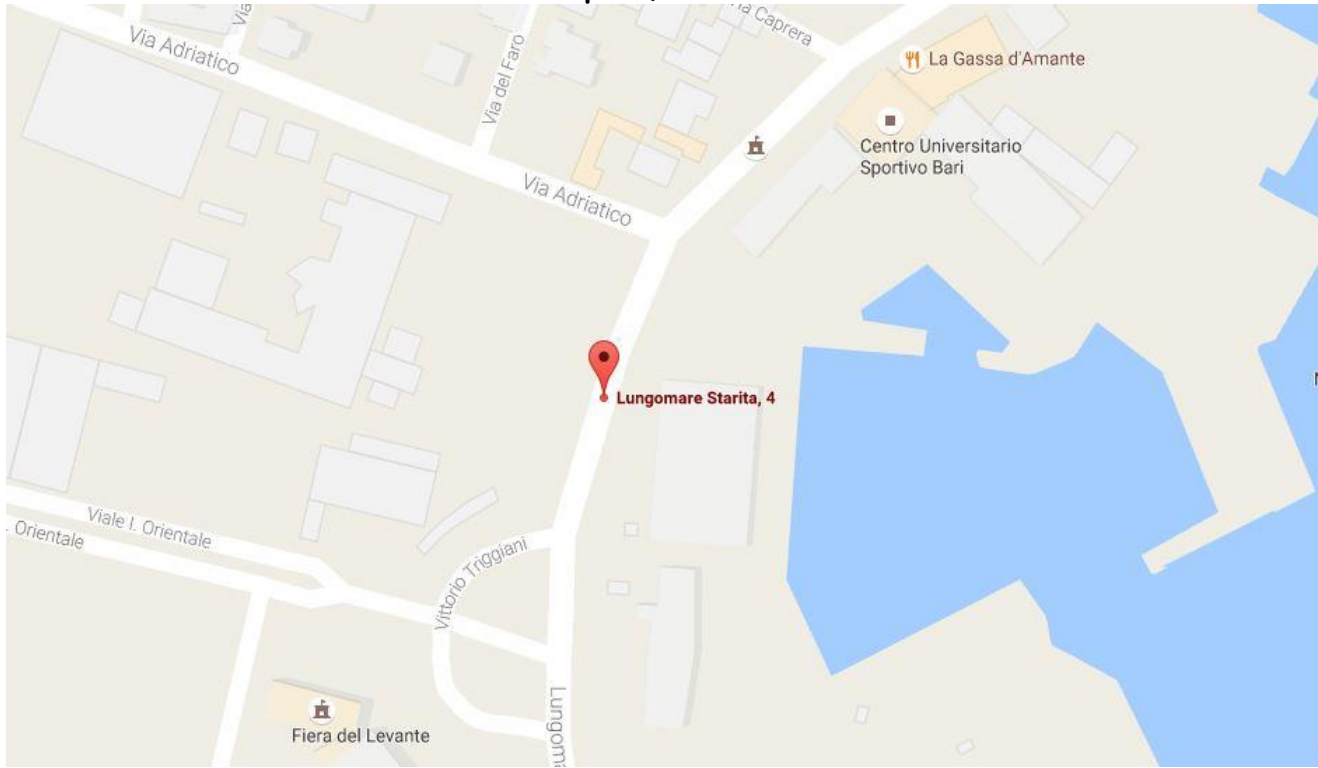 Via Caprera
La Gassa d'Amante
Via Adriatico
Via del Faro
Centro Universitario
Sportivo Bari
Via Adriatico
Lungomare Starita, 4
Viale I. Orientale
. Orientale
Vittorio Triggiani
Fiera del Levante
Lungoma